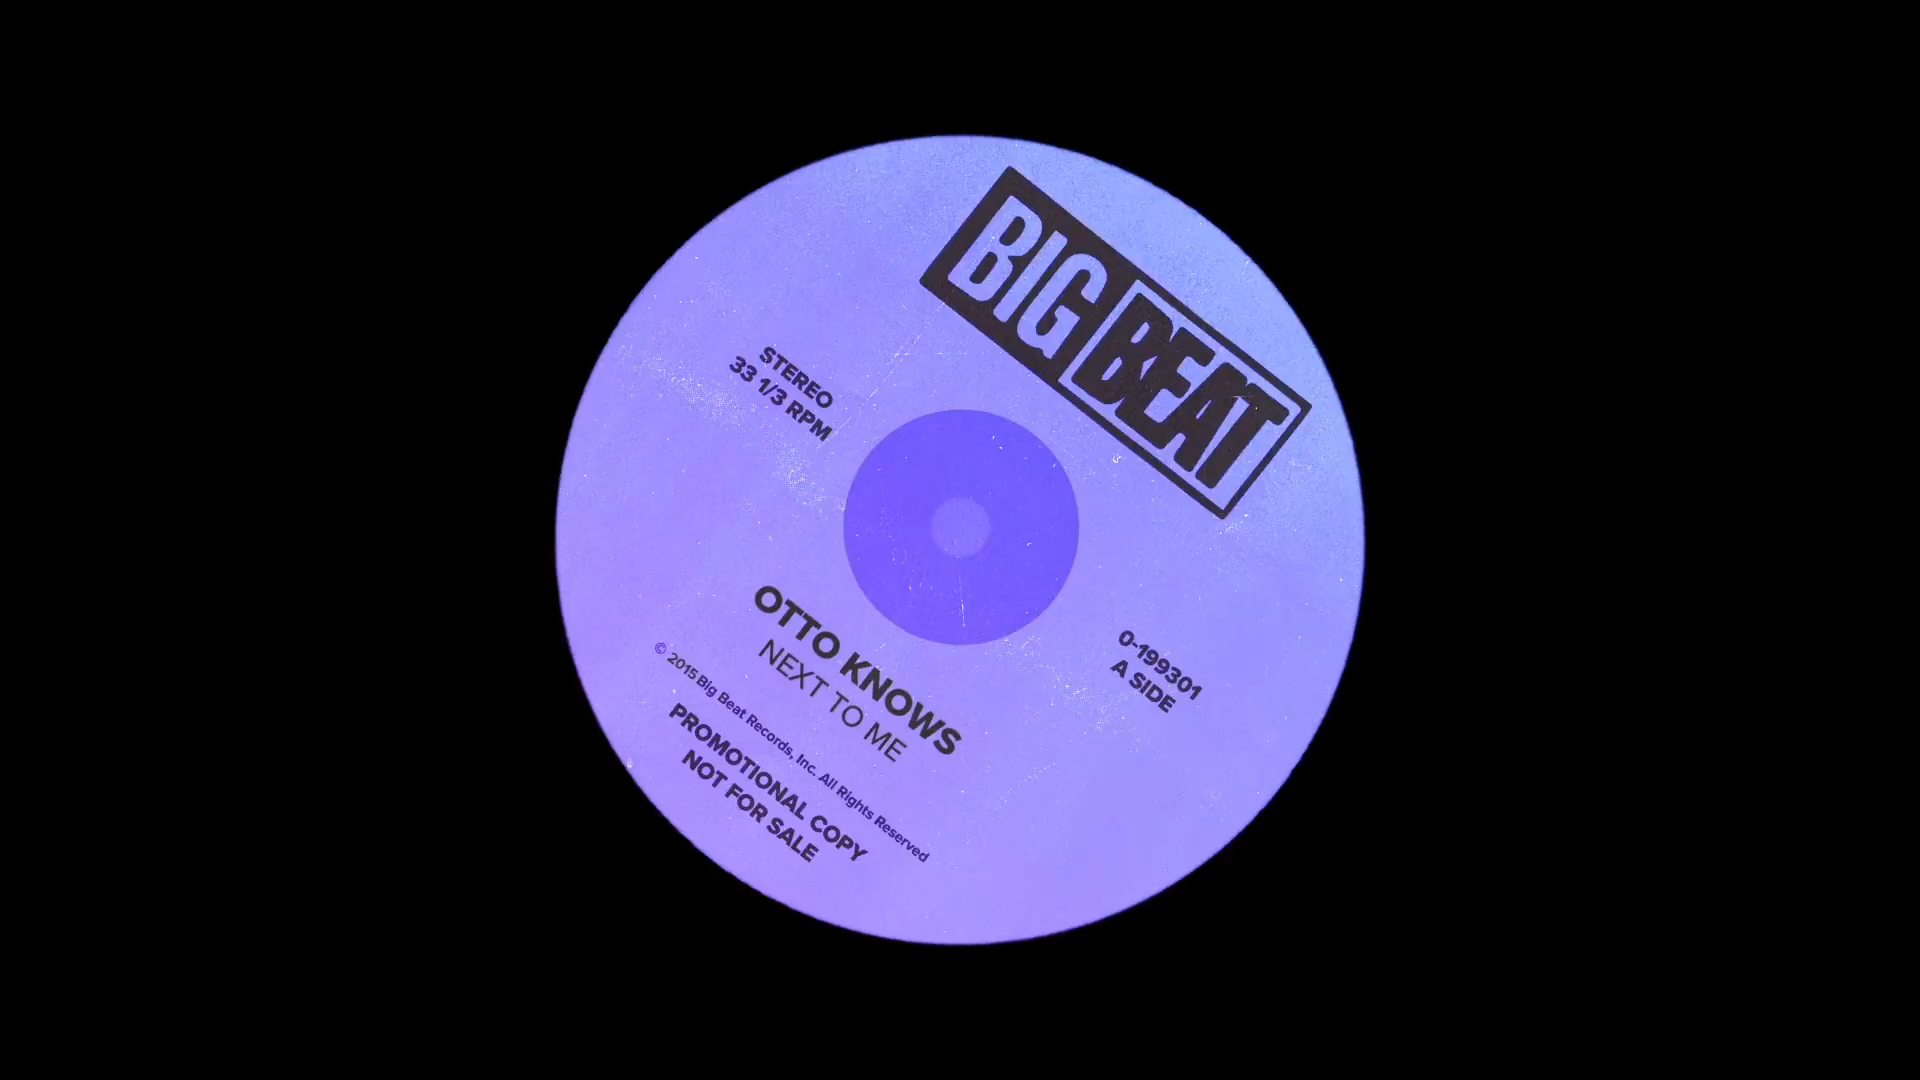 BIG BEAT
STEREO
33 1/3 RPM
0-199301
A SIDE
OTTO KNOWS
NEXT TO ME
© 2015 Big Beat Records, Inc. All Rights Reserved
PROMOTIONAL COPY
NOT FOR SALE